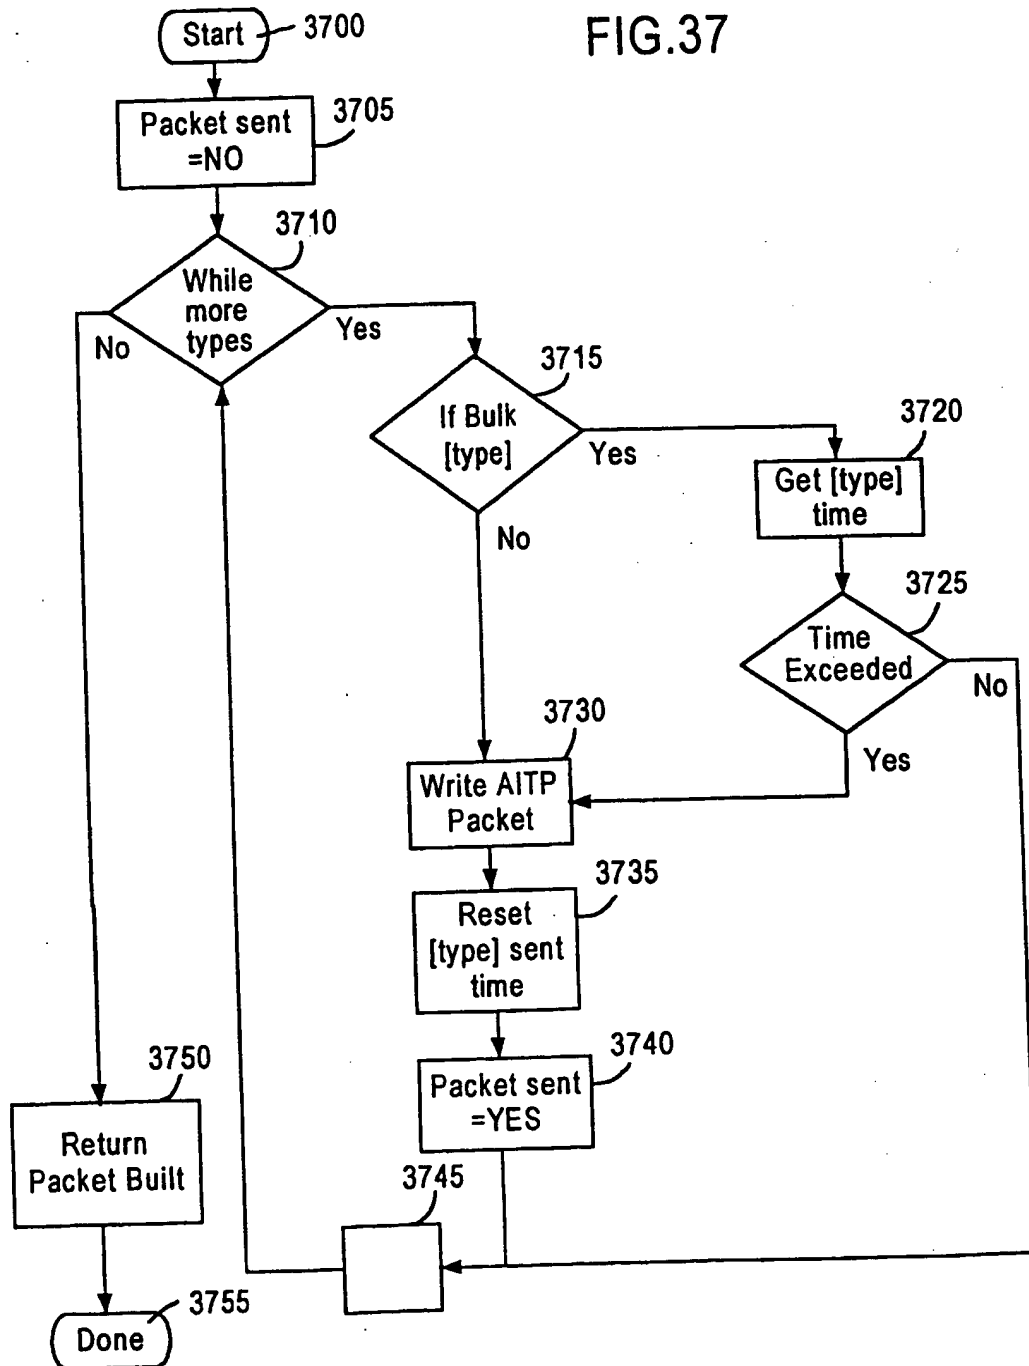 FIG.37
Start
3700
Packet sent
=NO
3705
3710
While
more
types
No
Yes
3715
If Bulk
[type]
Yes
No
3720
Get [type]
time
3725
Time
Exceeded
No
Yes
3730
Write AITP
Packet
3735
Reset
[type] sent
time
3740
Packet sent
=YES
3745
3750
Return
Packet Built
3755
Done